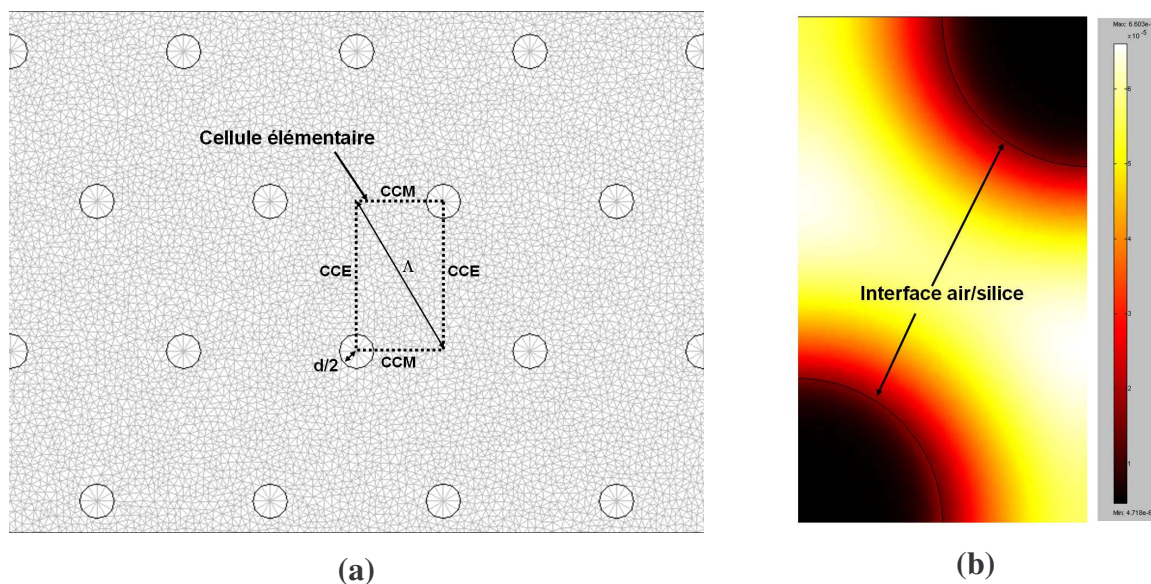 Cellule élémentaire
CCM
CCE
Λ
CCE
CCM
d/2
(a)
Max: 6.603e-
×10⁻⁵
6
5
4
3
2
1
Min: 4.718e-6
Interface air/silice
(b)